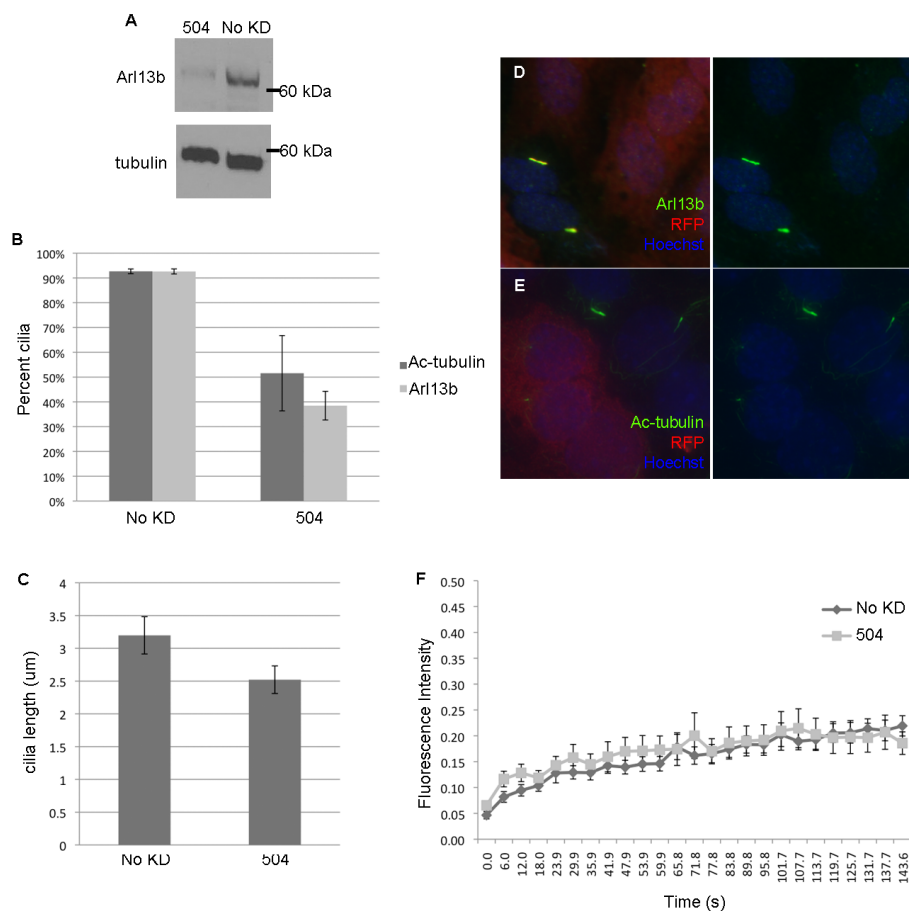 A
504 No KD
Arl13b
60 kDa
tubulin
60 kDa
B
100%
90%
80%
70%
60%
50%
40%
30%
20%
10%
0%
Percent cilia
No KD 504
Ac-tubulin
Arl13b
C
4
3.5
3
2.5
2
1.5
1
0.5
0
cilia length (um)
No KD 504
D
Arl13b
RFP
Hoechst
E
Ac-tubulin
RFP
Hoechst
F
0.50
0.45
0.40
0.35
0.30
0.25
0.20
0.15
0.10
0.05
0.00
Fluorescence Intensity
No KD
504
0.0 6.0 12.0 18.0 23.9 29.9 35.9 41.9 47.9 53.9 59.9 65.8 71.8 77.8 83.8 89.8 95.8 101.7 107.7 113.7 119.7 125.7 131.7 137.7 143.6
Time (s)